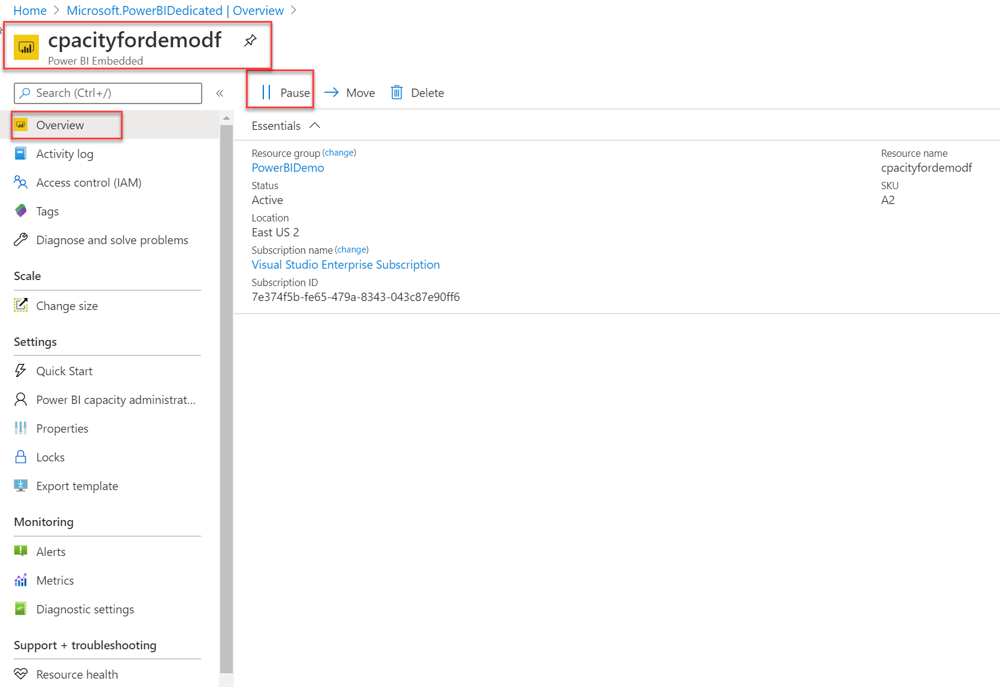 Home > Microsoft.PowerBIDedicated | Overview >
cpacityfordemodf
Power BI Embedded
Search (Ctrl+/)
«
Pause
Move
Delete
Overview
Activity log
Access control (IAM)
Tags
Diagnose and solve problems
Scale
Change size
Settings
Quick Start
Power BI capacity administrat...
Properties
Locks
Export template
Monitoring
Alerts
Metrics
Diagnostic settings
Support + troubleshooting
Resource health
Essentials
Resource group (change)
PowerBIDemo
Status
Active
Location
East US 2
Subscription name (change)
Visual Studio Enterprise Subscription
Subscription ID
7e374f5b-fe65-479a-8343-043c87e90ff6
Resource name
cpacityfordemodf
SKU
A2